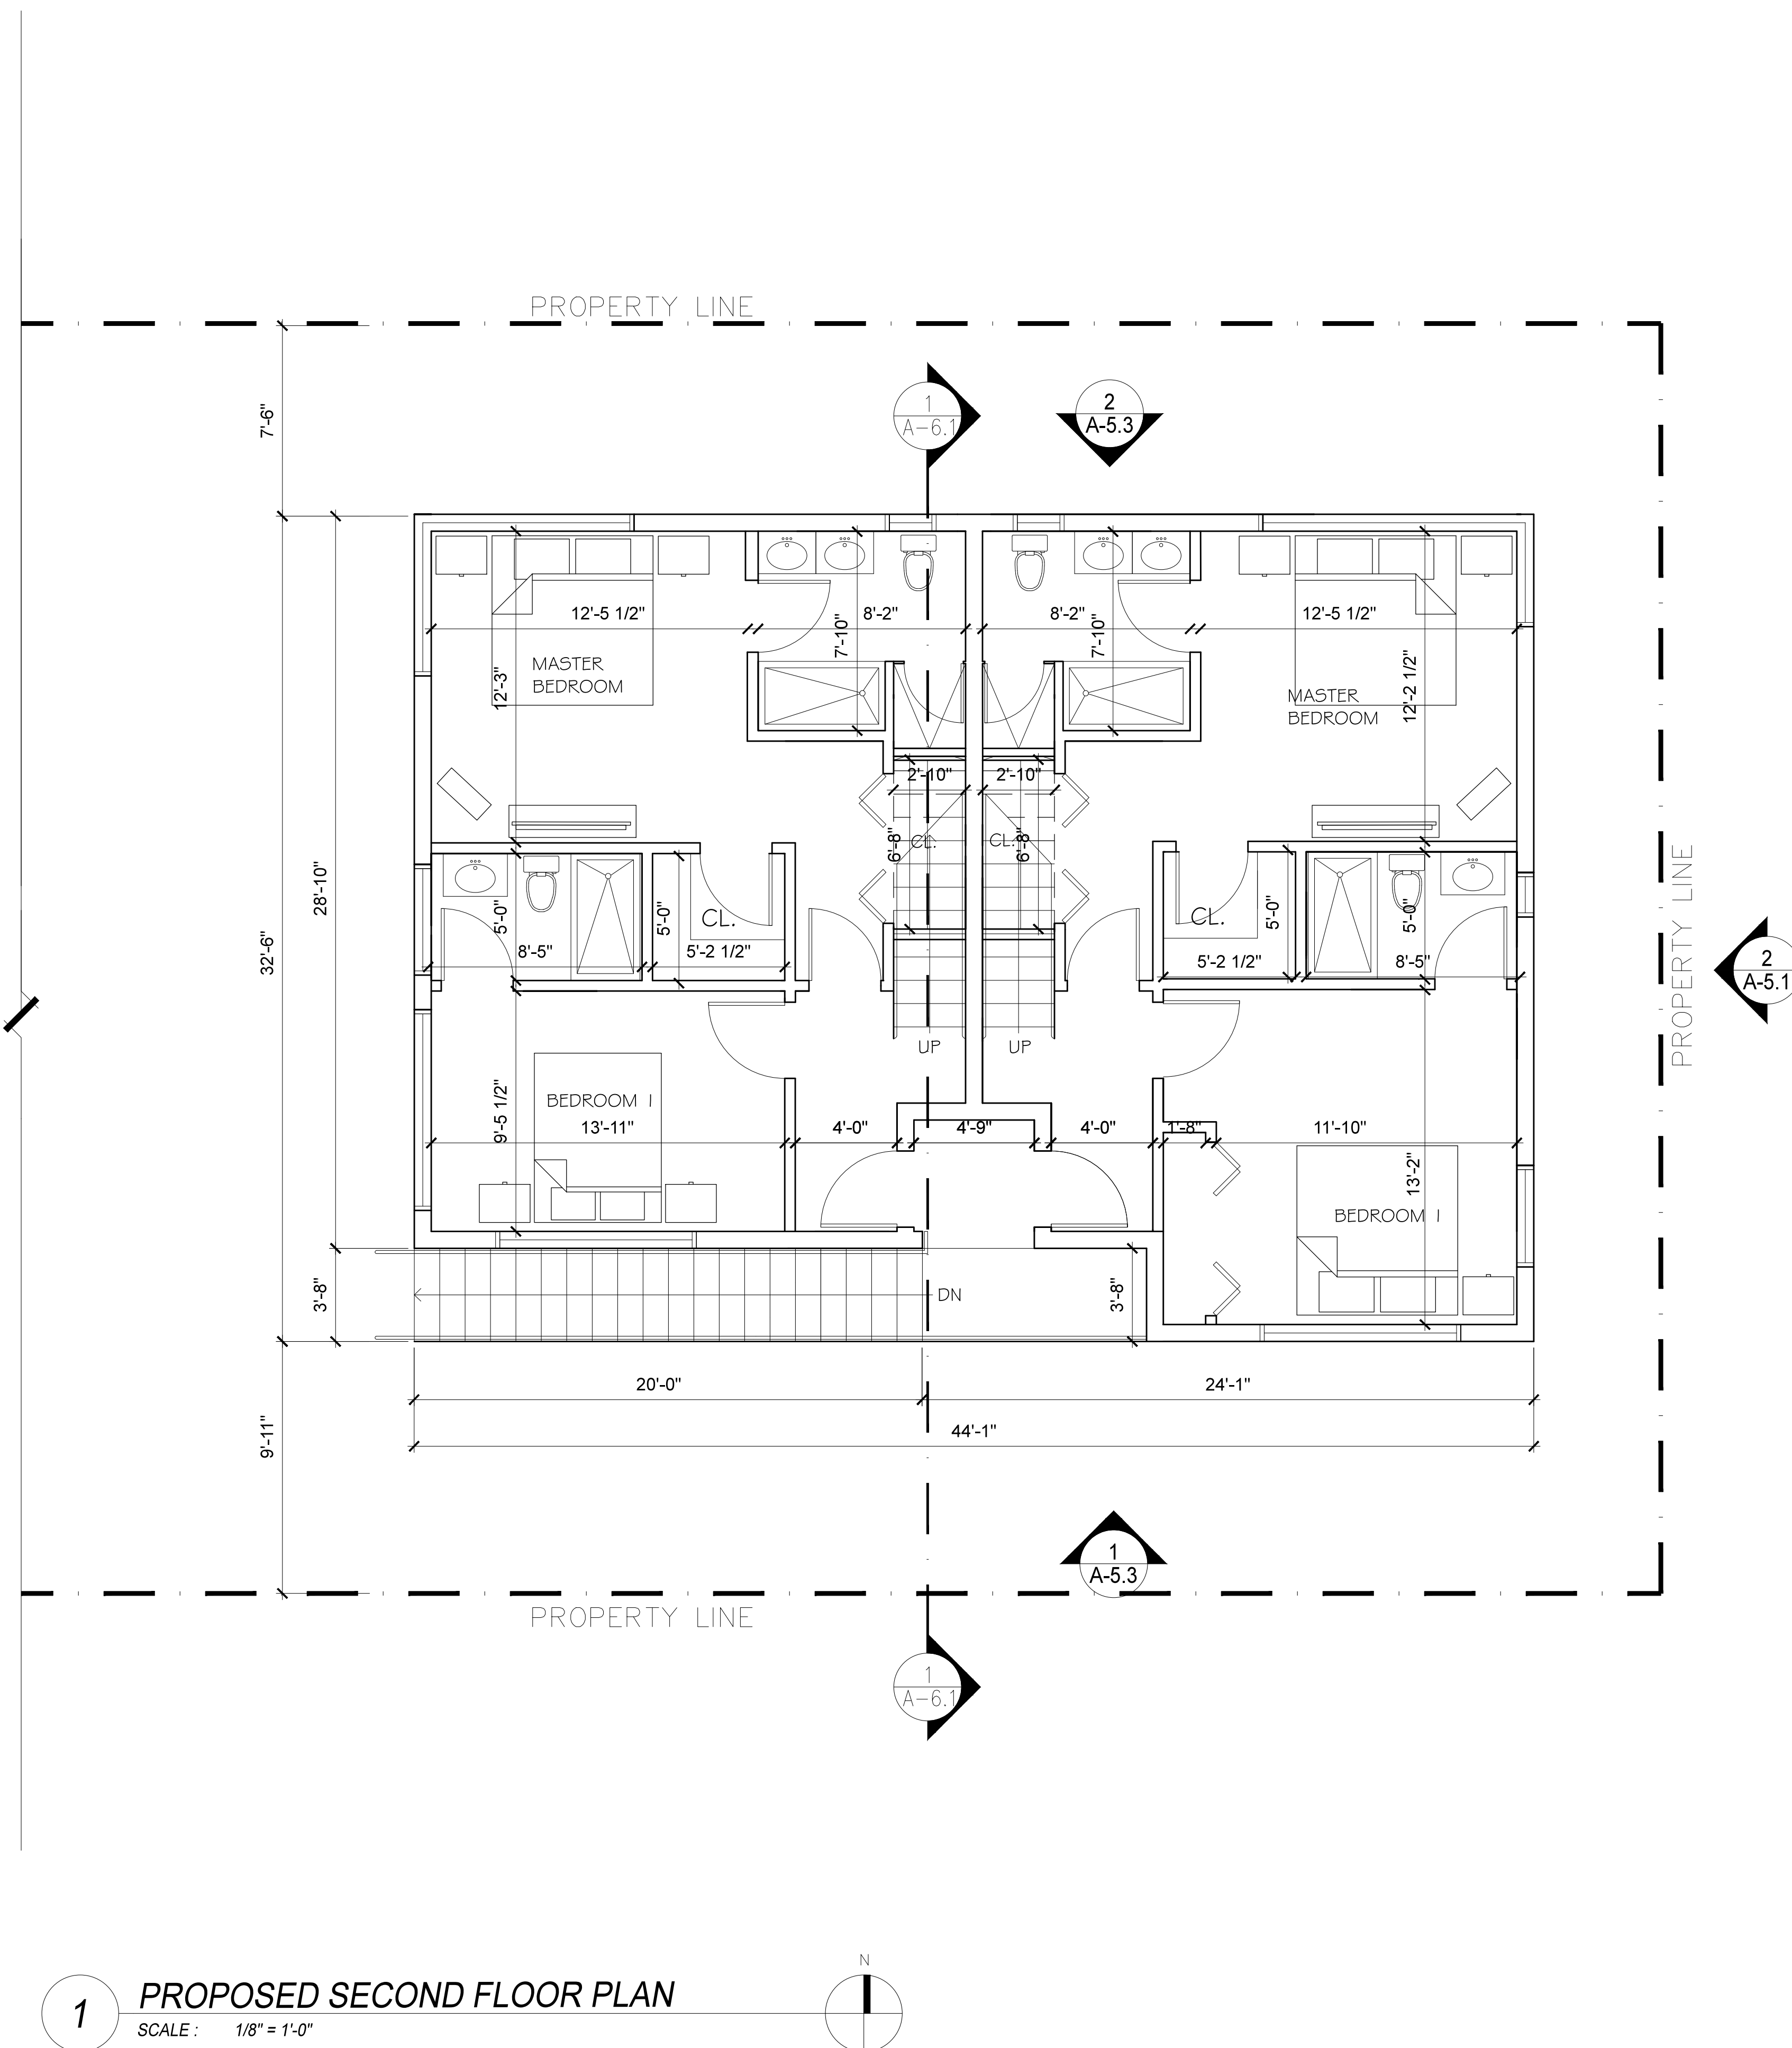 PROPERTY LINE
7'-6"
1
A-6.1
2
A-5.3
12'-5 1/2"
8'-2"
8'-2"
12'-5 1/2"
7'-10"
7'-10"
MASTER
BEDROOM
12'-3"
MASTER
BEDROOM
12'-2 1/2"
2'-10"
2'-10"
CL.
6'-8"
CL.
6'-8"
28'-10"
32'-6"
5'-0"
8'-5"
5'-0"
CL.
5'-2 1/2"
CL.
5'-2 1/2"
5'-0"
5'-0"
8'-5"
PROPERTY LINE
2
A-5.1
UP
UP
BEDROOM 1
9'-5 1/2"
13'-11"
4'-0"
4'-9"
4'-0"
1'-8"
11'-10"
13'-2"
BEDROOM 1
3'-8"
DN
3'-8"
20'-0"
24'-1"
44'-1"
9'-11"
1
A-5.3
PROPERTY LINE
1
A-6.1
N
1
PROPOSED SECOND FLOOR PLAN
SCALE : 1/8" = 1'-0"